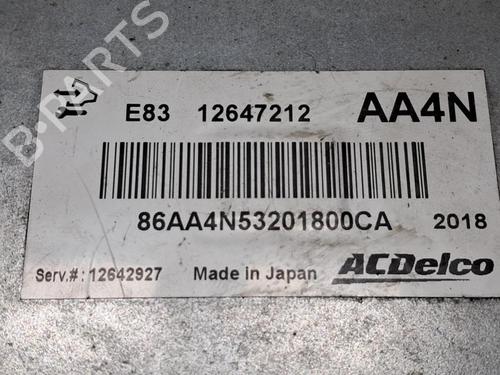 E83 12647212 AA4N
86AA4N53201800CA 2018
Serv.#: 12642927 Made in Japan ACDelco
B-PARTS